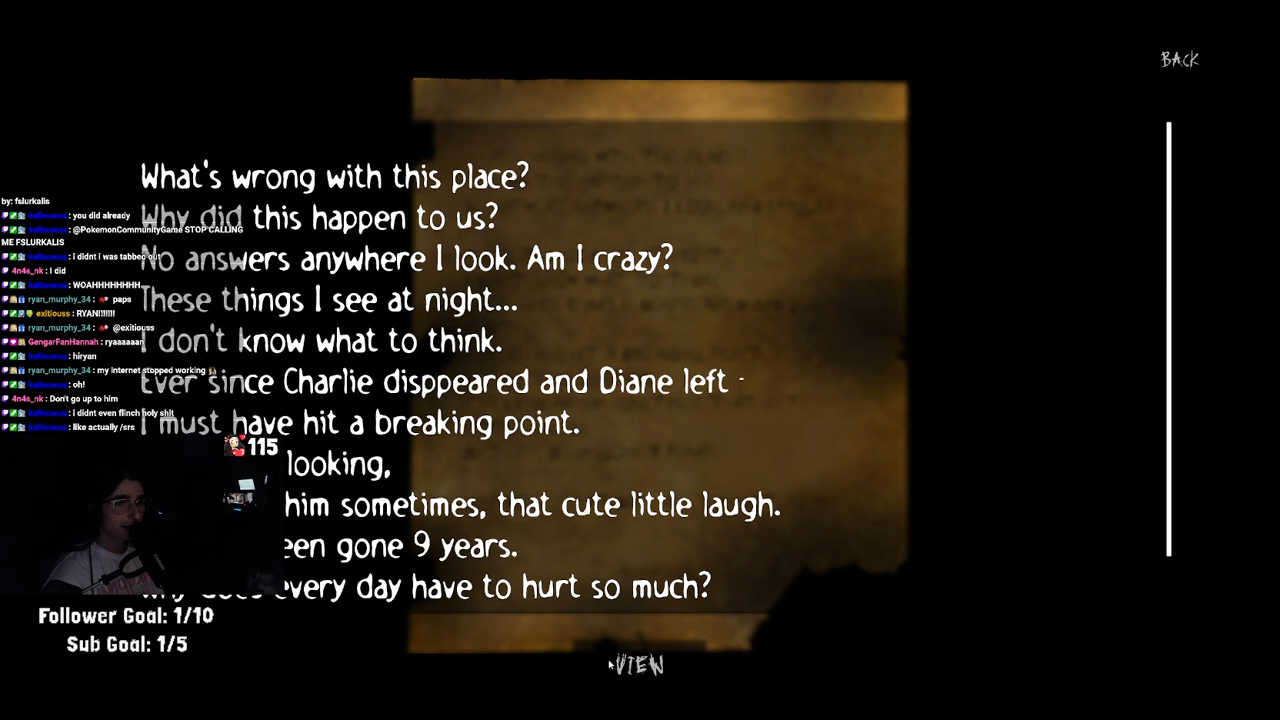 BACK
What's wrong with this place?
Why did this happen to us?
No answers anywhere I look. Am I crazy?
These things I see at night...
I don't know what to think.
Ever since Charlie disppeared and Diane left -
I must have hit a breaking point.
looking,
him sometimes, that cute little laugh.
een gone 9 years.
every day have to hurt so much?
VIEW
by: fslurkalis
: you did already
: @PokemonCommunityGame STOP CALLING
ME FSLURKALIS
: i didnt i was tabbed out
4n4s_nk : I did
: WOAHHHHHHHH
ryan_murphy_34 : paps
exitiouss : RYAN!!!!!!!
ryan_murphy_34 : @exitiouss
GengarFanHannah : ryaaaaaan
: hiryan
ryan_murphy_34 : my internet stopped working
: oh!
4n4s_nk : Don't go up to him
: i didnt even flinch holy shit
: like actually /srs
115
Follower Goal: 1/10
Sub Goal: 1/5